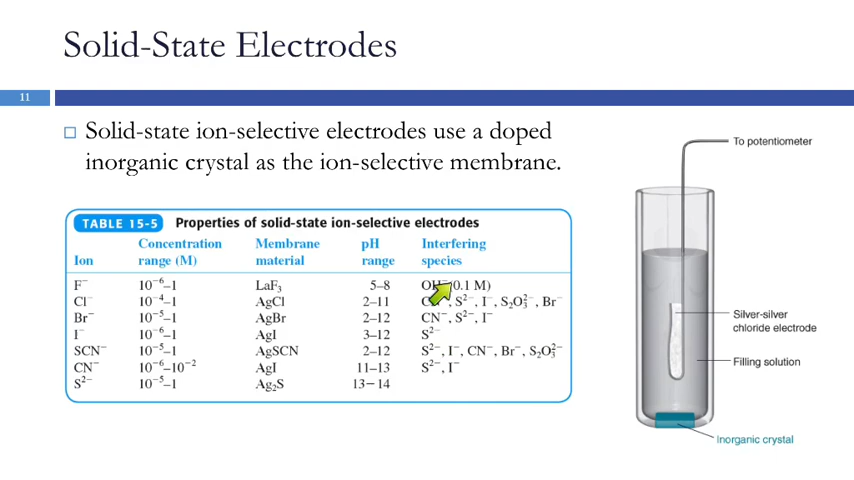 Solid-State Electrodes
11
Solid-state ion-selective electrodes use a doped
inorganic crystal as the ion-selective membrane.
TABLE 15-5 Properties of solid-state ion-selective electrodes
Ion Concentration range (M) Membrane material pH range Interfering species
F⁻ 10⁻⁶–1 LaF₃ 5–8 OH⁻ (0.1 M)
Cl⁻ 10⁻⁴–1 AgCl 2–11 , S²⁻, I⁻, S₂O₃²⁻, Br⁻
Br⁻ 10⁻⁵–1 AgBr 2–12 CN⁻, S²⁻, I⁻
I⁻ 10⁻⁶–1 AgI 3–12 S²⁻
SCN⁻ 10⁻⁵–1 AgSCN 2–12 S²⁻, I⁻, CN⁻, Br⁻, S₂O₃²⁻
CN⁻ 10⁻⁶–10⁻² AgI 11–13 S²⁻, I⁻
S²⁻ 10⁻⁵–1 Ag₂S 13–14
To potentiometer
Silver-silver
chloride electrode
Filling solution
Inorganic crystal